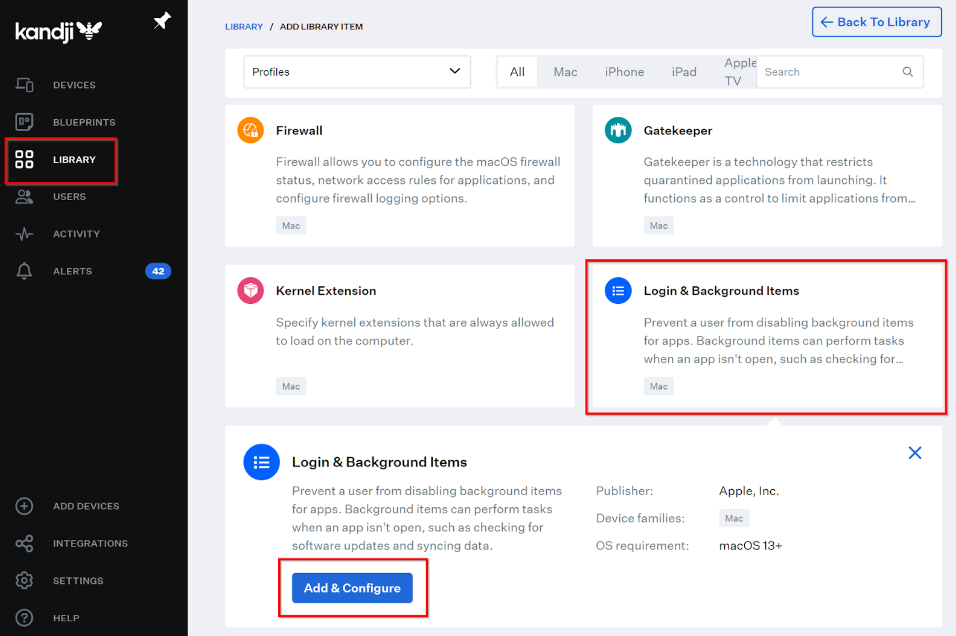 kandji
DEVICES
BLUEPRINTS
LIBRARY
USERS
ACTIVITY
ALERTS 42
ADD DEVICES
INTEGRATIONS
SETTINGS
HELP
LIBRARY / ADD LIBRARY ITEM
Back To Library
Profiles
All Mac iPhone iPad Apple TV Search
Firewall
Firewall allows you to configure the macOS firewall
status, network access rules for applications, and
configure firewall logging options.
Mac
Gatekeeper
Gatekeeper is a technology that restricts
quarantined applications from launching. It
functions as a control to limit applications from...
Mac
Kernel Extension
Specify kernel extensions that are always allowed
to load on the computer.
Mac
Login & Background Items
Prevent a user from disabling background items
for apps. Background items can perform tasks
when an app isn't open, such as checking for...
Mac
Login & Background Items
Prevent a user from disabling background items
for apps. Background items can perform tasks
when an app isn't open, such as checking for
software updates and syncing data.
Add & Configure
Publisher: Apple, Inc.
Device families: Mac
OS requirement: macOS 13+